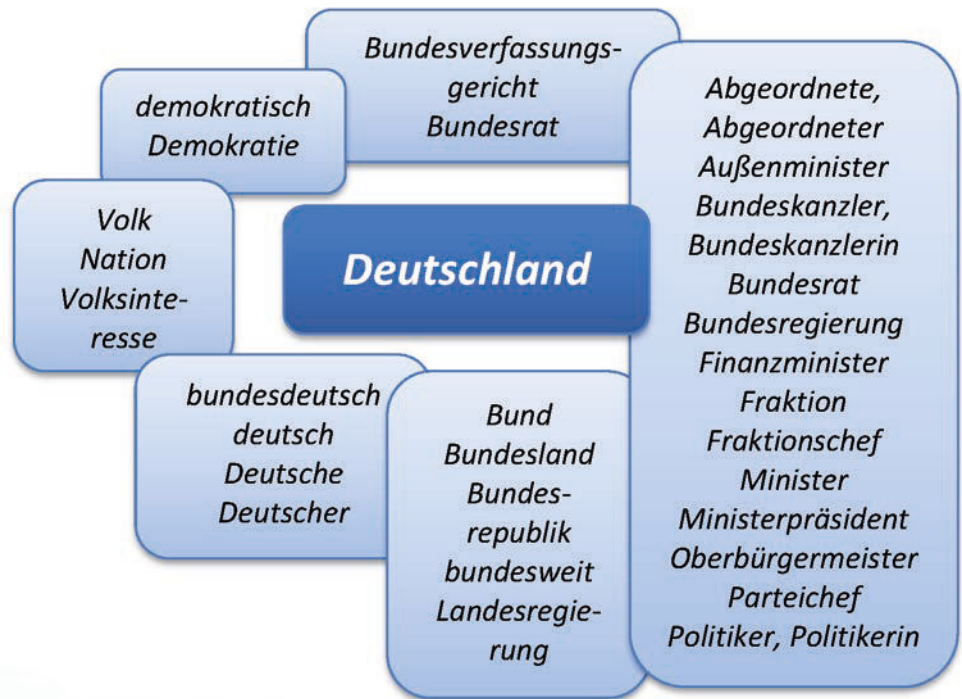 Bundesverfassungs-
gericht
Bundesrat
demokratisch
Demokratie
Volk
Nation
Volksinte-
resse
Deutschland
bundesdeutsch
deutsch
Deutsche
Deutscher
Bund
Bundesland
Bundes-
republik
bundesweit
Landesregie-
rung
Abgeordnete,
Abgeordneter
Außenminister
Bundeskanzler,
Bundeskanzlerin
Bundesrat
Bundesregierung
Finanzminister
Fraktion
Fraktionschef
Minister
Ministerpräsident
Oberbürgermeister
Parteichef
Politiker, Politikerin